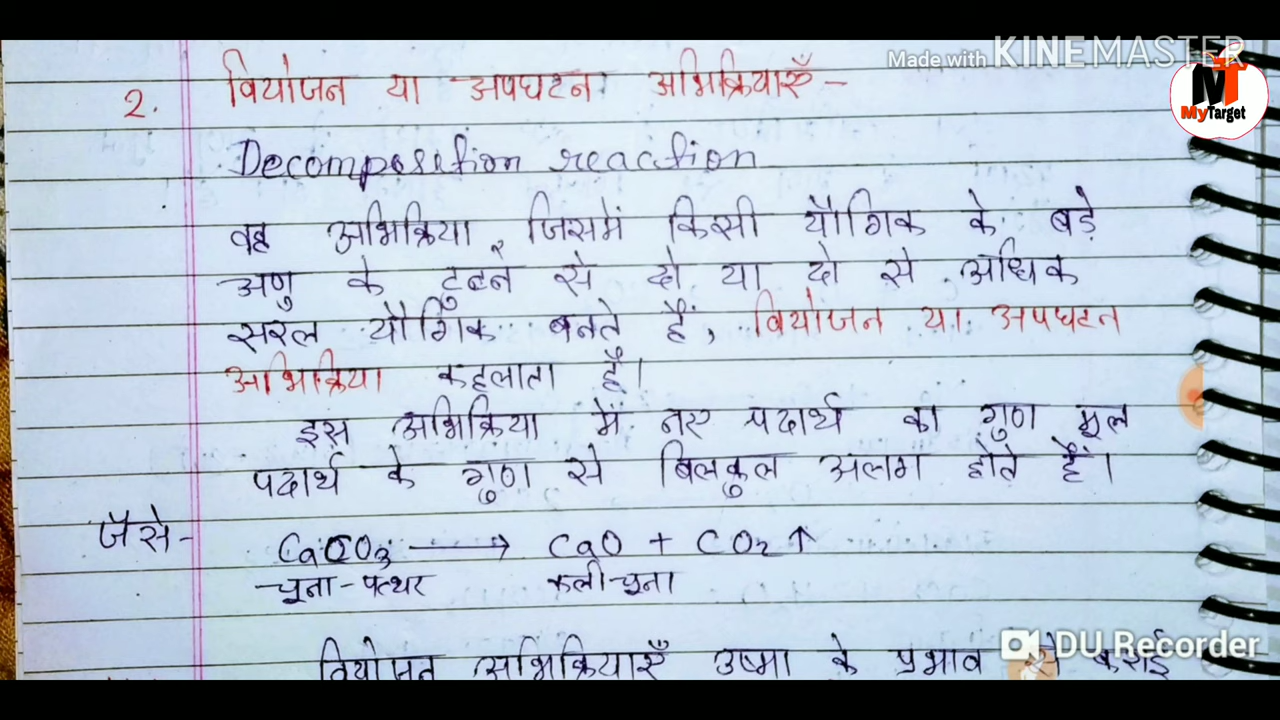 Made with KINEMASTER
MyTarget
2. वियोजन या अपघटन अभिक्रियाएँ -
Decomposition reaction
वह अभिक्रिया, जिसमें किसी यौगिक के बड़े
अणु के टुटने से दो या दो से अधिक
सरल यौगिक बनते हैं, वियोजन या अपघटन
अभिक्रिया कहलाता है।
इस अभिक्रिया में नए पदार्थ का गुण मूल
पदार्थ के गुण से बिलकुल अलग होते हैं।
जैसे- CaCO3 ⟶ CaO + CO2 ↑
चूना-पत्थर कली-चूना
DU Recorder
वियोजन अभिक्रियाएँ उष्मा के प्रभाव से कराई